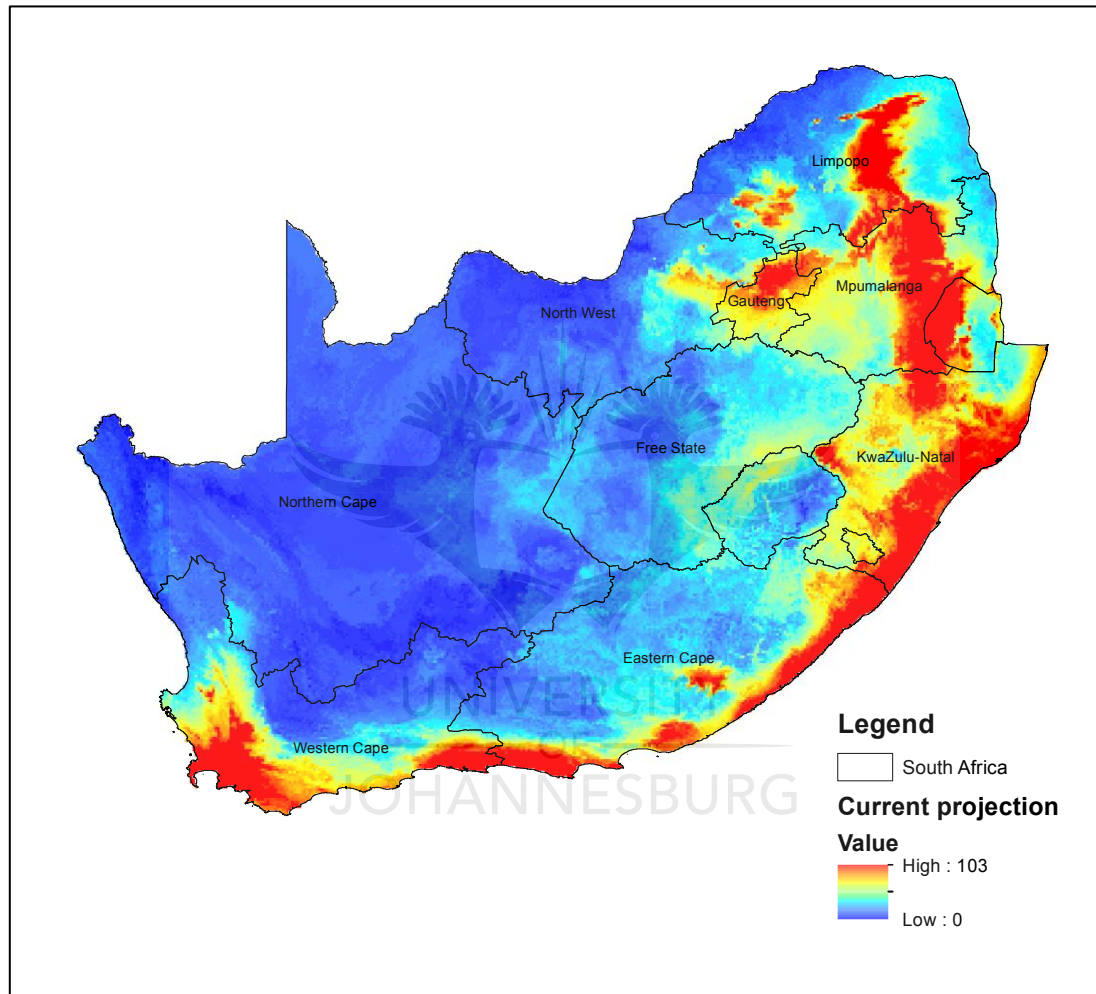 Limpopo
Mpumalanga
Gauteng
North West
Free State
KwaZulu-Natal
Northern Cape
Eastern Cape
Western Cape
UNIVERSITY
OF
JOHANNESBURG
Legend
South Africa
Current projection
Value
High : 103
Low : 0